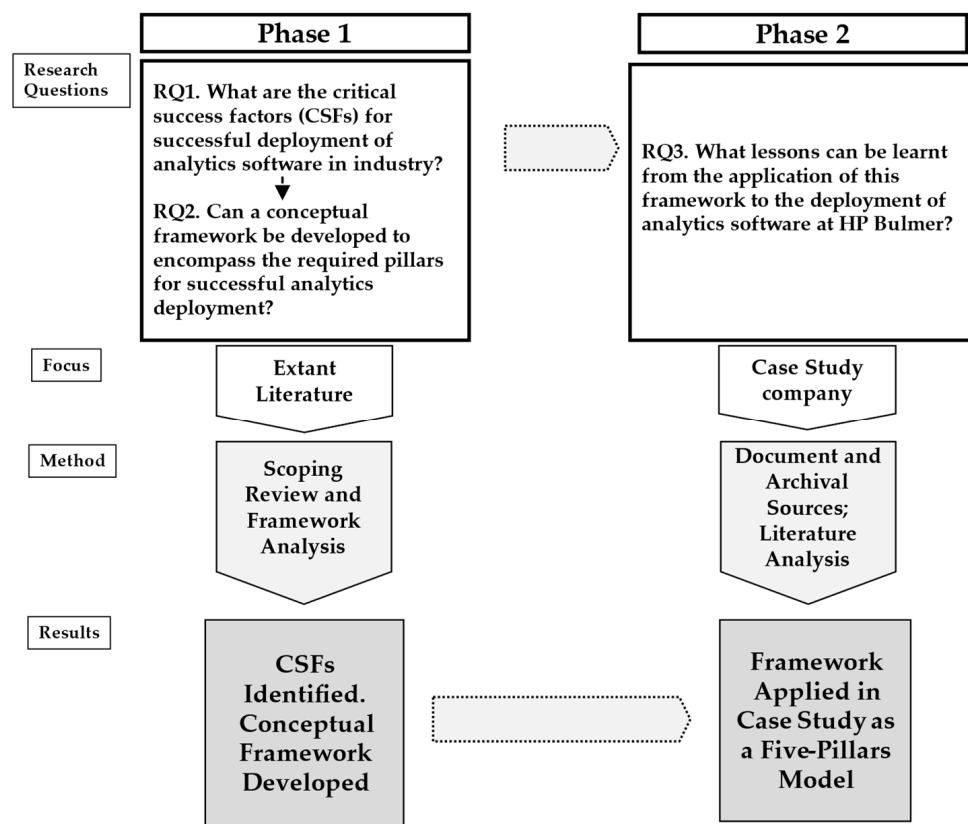 Phase 1
Phase 2
Research
Questions
RQ1. What are the critical
success factors (CSFs) for
successful deployment of
analytics software in industry?
RQ2. Can a conceptual
framework be developed to
encompass the required pillars
for successful analytics
deployment?
RQ3. What lessons can be learnt
from the application of this
framework to the deployment of
analytics software at HP Bulmer?
Focus
Extant
Literature
Case Study
company
Method
Scoping
Review and
Framework
Analysis
Document and
Archival
Sources;
Literature
Analysis
Results
CSFs
Identified.
Conceptual
Framework
Developed
Framework
Applied in
Case Study as
a Five-Pillars
Model